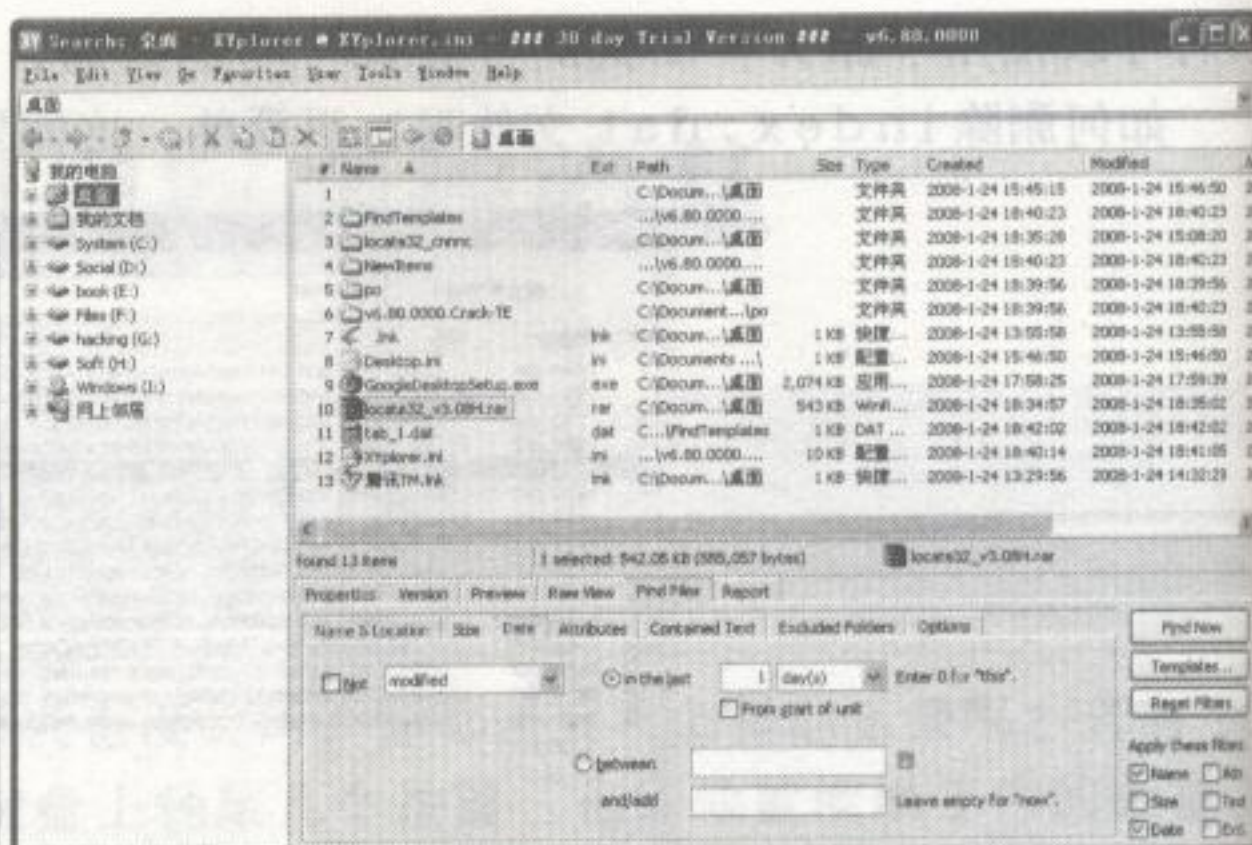 XY Search: 桌面 - XYplorer @ XYplorer.ini - ### 30 day Trial Version ### - v6.80.0000
File Edit View Go Favorites User Tools Window Help
桌面
桌面
我的电脑
桌面
我的文档
System (C:)
Social (D:)
book (E:)
Files (F:)
hacking (G:)
Soft (H:)
Windows (I:)
网上邻居
# Name Ext Path Size Type Created Modified
1 C:\Docum...\桌面 文件夹 2008-1-24 15:45:15 2008-1-24 15:46:50
2 FindTemplates ...\v6.80.0000.... 文件夹 2008-1-24 18:40:23 2008-1-24 18:40:23
3 locate32_cnnrc C:\Docum...\桌面 文件夹 2008-1-24 18:35:28 2008-1-24 15:08:20
4 NewItems ...\v6.80.0000.... 文件夹 2008-1-24 18:40:23 2008-1-24 18:40:23
5 po C:\Docum...\桌面 文件夹 2008-1-24 18:39:56 2008-1-24 18:39:56
6 v6.80.0000.Crack-TE C:\Document...\po 文件夹 2008-1-24 18:39:56 2008-1-24 18:40:23
7 .lnk lnk C:\Docum...\桌面 1 KB 快捷... 2008-1-24 13:55:58 2008-1-24 13:55:58
8 Desktop.ini ini C:\Documents ...\ 1 KB 配置... 2008-1-24 15:46:50 2008-1-24 15:46:50
9 GoogleDesktopSetup.exe exe C:\Docum...\桌面 2,074 KB 应用... 2008-1-24 17:58:25 2008-1-24 17:59:39
10 locate32_v3.08H.rar rar C:\Docum...\桌面 543 KB WinR... 2008-1-24 18:34:57 2008-1-24 18:35:02
11 tab_1.dat dat C...\FindTemplates 1 KB DAT ... 2008-1-24 18:42:02 2008-1-24 18:42:02
12 XYplorer.ini ini ...\v6.80.0000.... 10 KB 配置... 2008-1-24 18:40:14 2008-1-24 18:41:05
13 腾讯TM.lnk lnk C:\Docum...\桌面 1 KB 快捷... 2008-1-24 13:29:56 2008-1-24 14:32:29
found 13 items 1 selected: 542.05 KB (555,057 bytes) locate32_v3.08H.rar
Properties Version Preview Raw View Find Files Report
Name & Location Size Date Attributes Contained Text Excluded Folders Options
Find Now
Not modified in the last 1 day(s) Enter 0 for "this".
Templates...
From start of unit
Reset Filters
between
Apply these filters
and/add Leave empty for "now".
Name Attr
Size Text
Date ExS